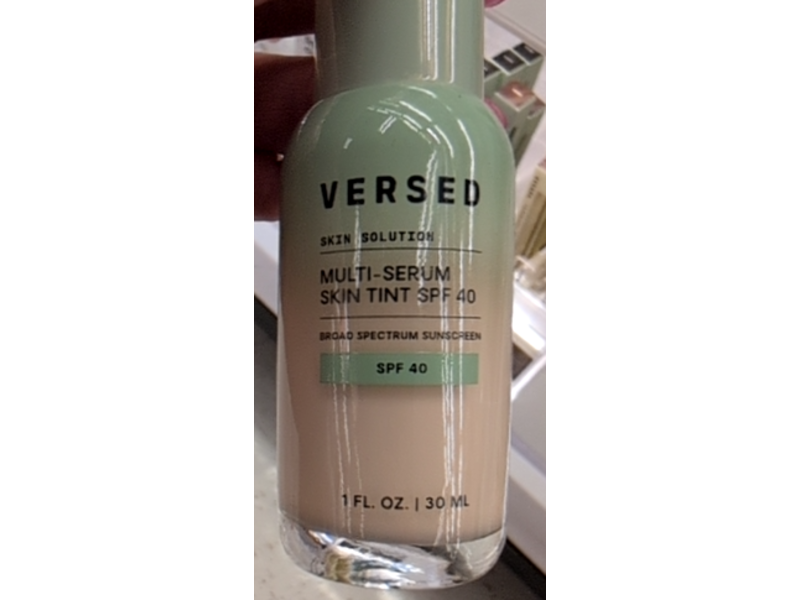 VERSED
SKIN SOLUTION
MULTI-SERUM
SKIN TINT SPF 40
BROAD SPECTRUM SUNSCREEN
SPF 40
1 FL. OZ. | 30 ML